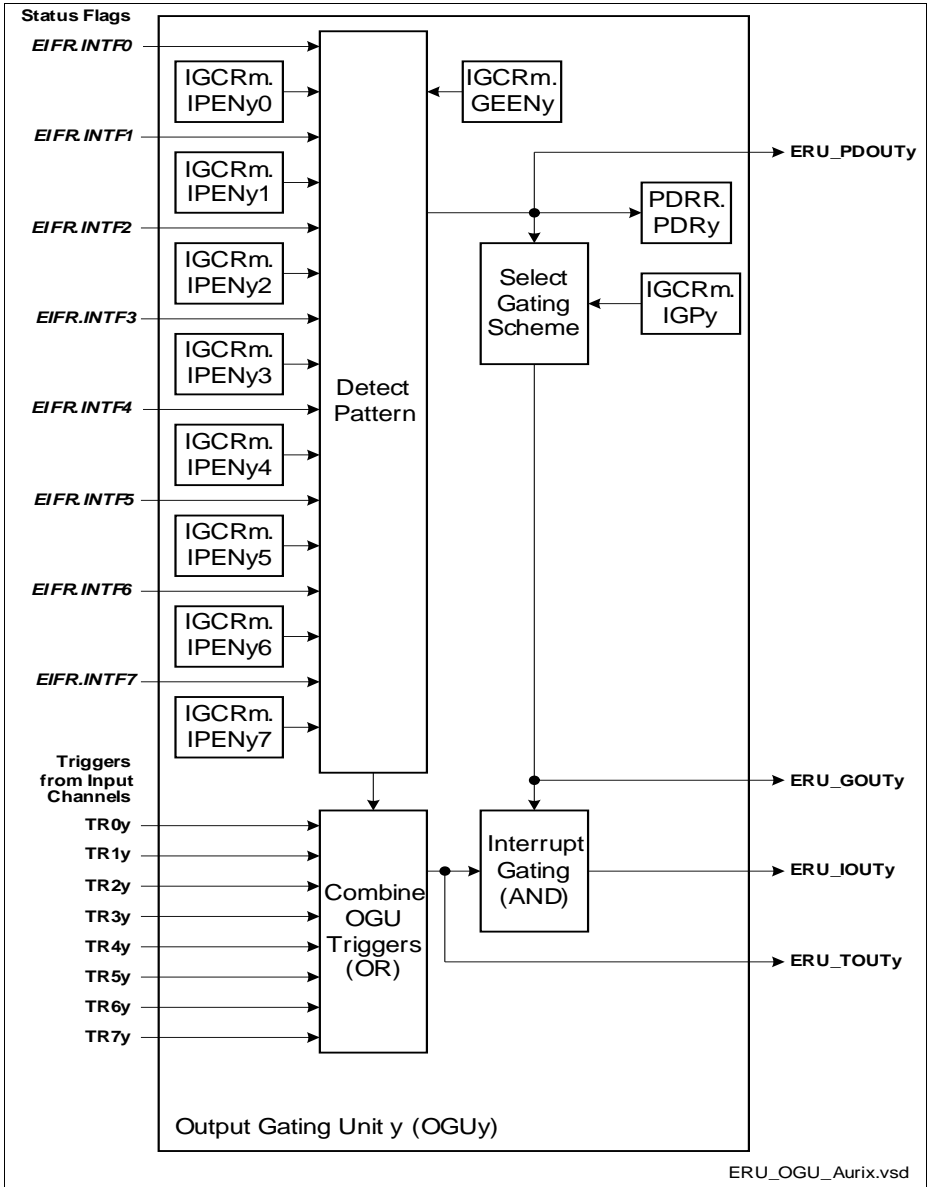 Status Flags
EIFR.INTF0
IGCRm.
IPENy0
IGCRm.
GEENy
EIFR.INTF1
ERU_PDOUTy
IGCRm.
IPENy1
PDRR.
PDRy
EIFR.INTF2
IGCRm.
IPENy2
Select
Gating
Scheme
IGCRm.
IGPy
EIFR.INTF3
IGCRm.
IPENy3
Detect
Pattern
EIFR.INTF4
IGCRm.
IPENy4
EIFR.INTF5
IGCRm.
IPENy5
EIFR.INTF6
IGCRm.
IPENy6
EIFR.INTF7
IGCRm.
IPENy7
Triggers
from Input
Channels
ERU_GOUTy
TR0y
TR1y
TR2y
TR3y
TR4y
TR5y
TR6y
TR7y
Combine
OGU
Triggers
(OR)
Interrupt
Gating
(AND)
ERU_IOUTy
ERU_TOUTy
Output Gating Unit y (OGUy)
ERU_OGU_Aurix.vsd